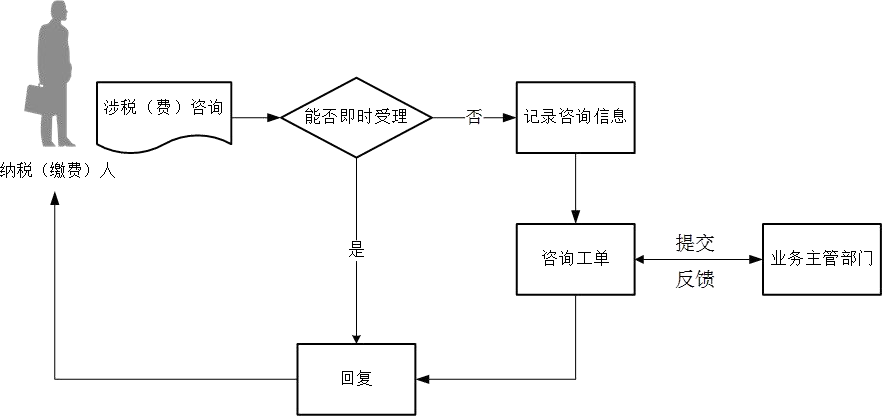 涉税（费）咨询
能否即时受理
否
记录咨询信息
纳税（缴费）人
是
咨询工单
提交
反馈
业务主管部门
回复